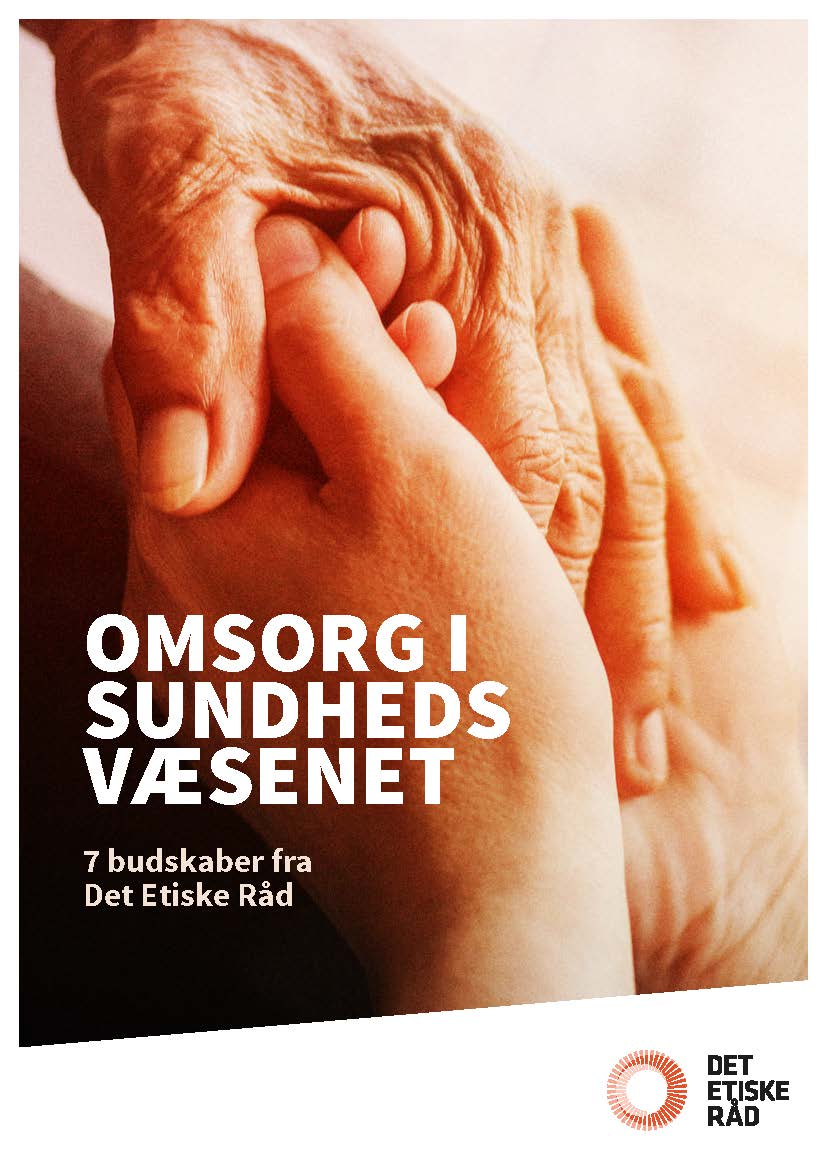 OMSORG I
SUNDHEDS
VÆSENET
7 budskaber fra
Det Etiske Råd
DET
ETISKE
RÅD